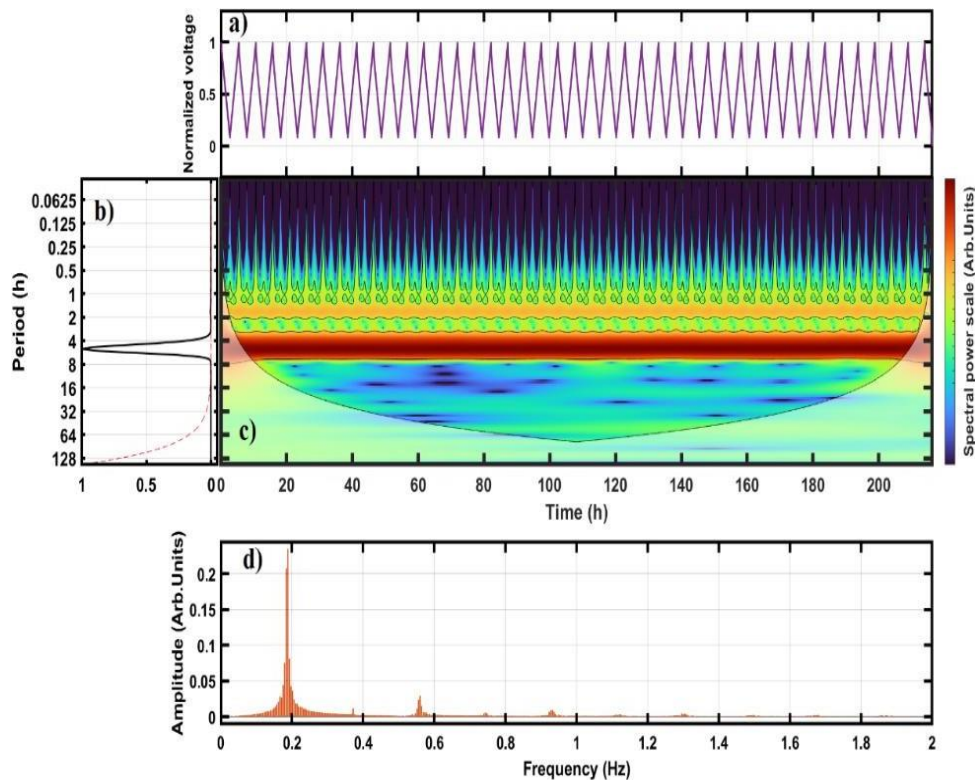 a)
Normalized voltage
1
0.5
0
b)
Period (h)
0.0625
0.125
0.25
0.5
1
2
4
8
16
32
64
128
1 0.5 0
c)
Spectral power scale (Arb.Units)
0 20 40 60 80 100 120 140 160 180 200
Time (h)
d)
Amplitude (Arb.Units)
0.2
0.15
0.1
0.05
0
0 0.2 0.4 0.6 0.8 1 1.2 1.4 1.6 1.8 2
Frequency (Hz)